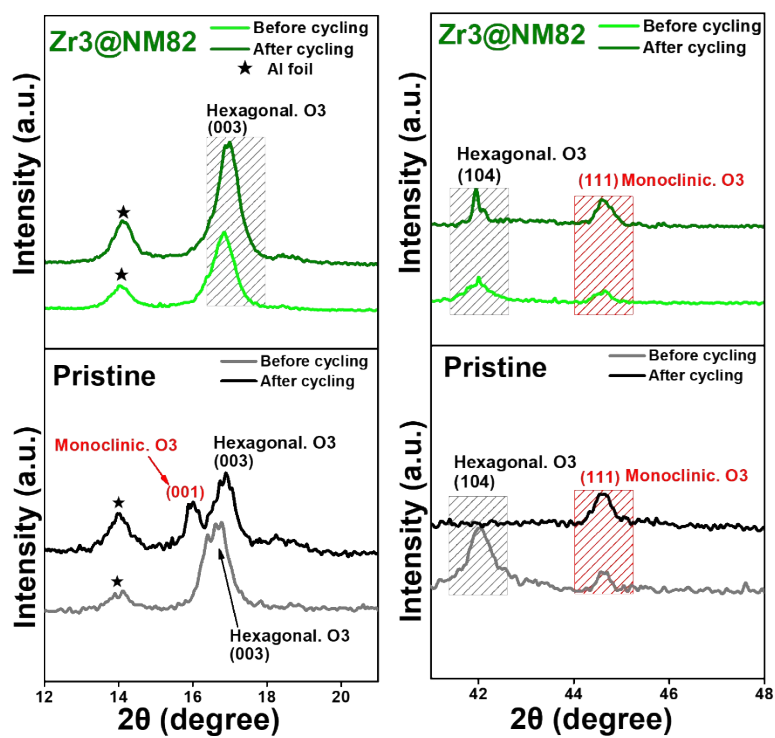 Zr3@NM82
Before cycling
After cycling
★ Al foil
Hexagonal. O3
(003)
★
★
Intensity (a.u.)
Pristine
Before cycling
After cycling
Monoclinic. O3
(001)
Hexagonal. O3
(003)
★
★
Hexagonal. O3
(003)
Intensity (a.u.)
12 14 16 18 20
2θ (degree)
Zr3@NM82
Before cycling
After cycling
Hexagonal. O3
(104)
(111) Monoclinic. O3
Intensity (a.u.)
Pristine
Before cycling
After cycling
Hexagonal. O3
(104)
(111) Monoclinic. O3
Intensity (a.u.)
42 44 46 48
2θ (degree)